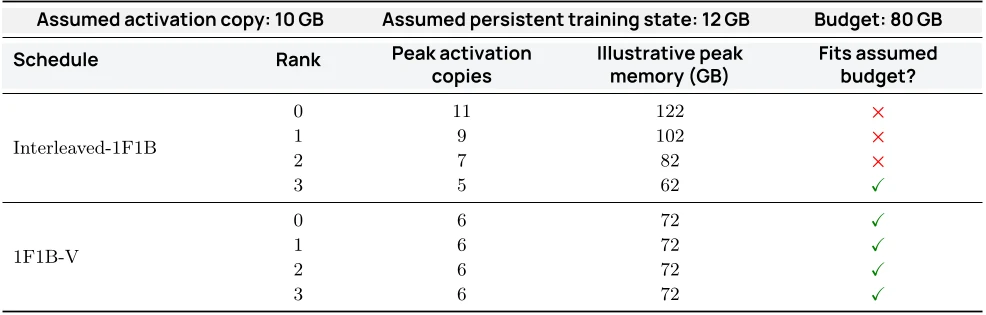 Assumed activation copy: 10 GB Assumed persistent training state: 12 GB Budget: 80 GB
Schedule Rank Peak activation copies Illustrative peak memory (GB) Fits assumed budget?
Interleaved-1F1B
0 11 122 ×
1 9 102 ×
2 7 82 ×
3 5 62 ✓
1F1B-V
0 6 72 ✓
1 6 72 ✓
2 6 72 ✓
3 6 72 ✓